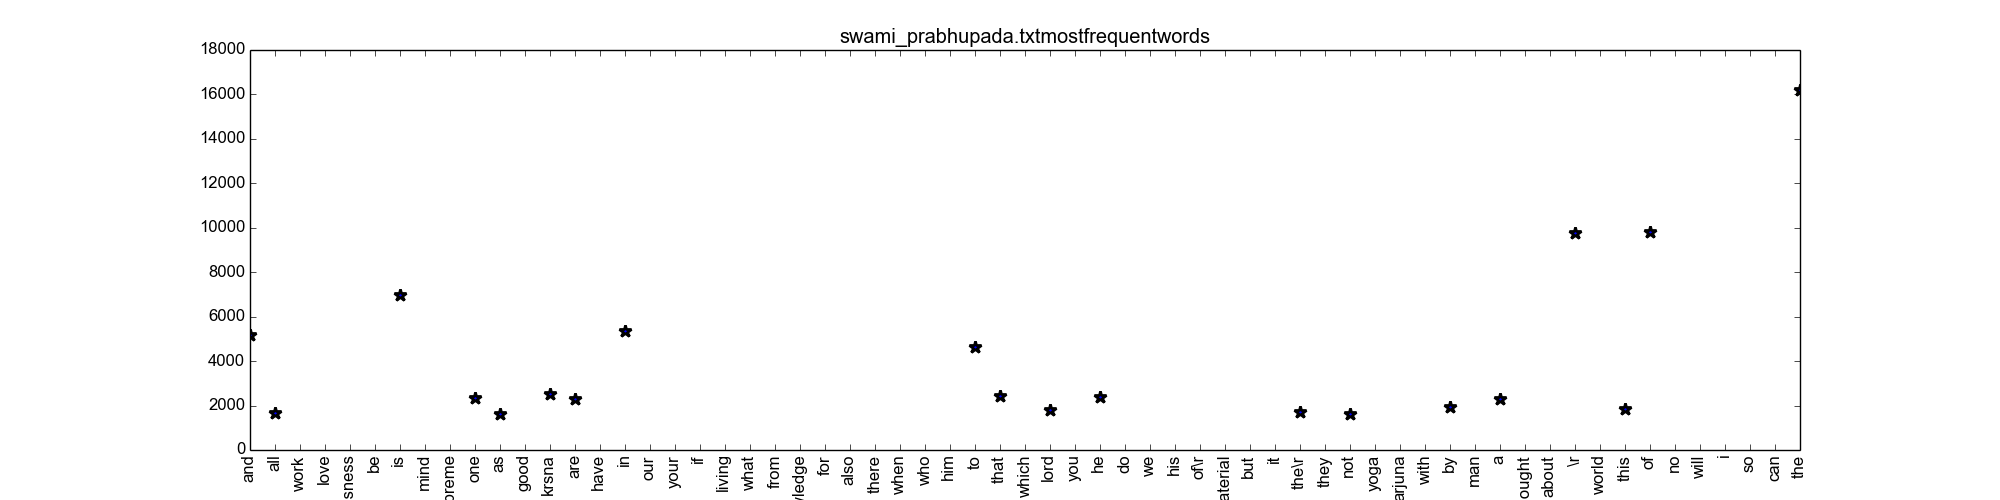 swami_prabhupada.txtmostfrequentwords
18000
16000
14000
12000
10000
8000
6000
4000
2000
0
and
all
work
love
sness
be
is
mind
oreme
one
as
good
krsna
are
have
in
our
your
if
living
what
from
ledge
for
also
there
when
who
him
to
that
which
lord
you
he
do
we
his
of\r
aterial
but
it
the\r
they
not
yoga
arjuna
with
by
man
a
ought
about
\r
world
this
of
no
will
i
so
can
the